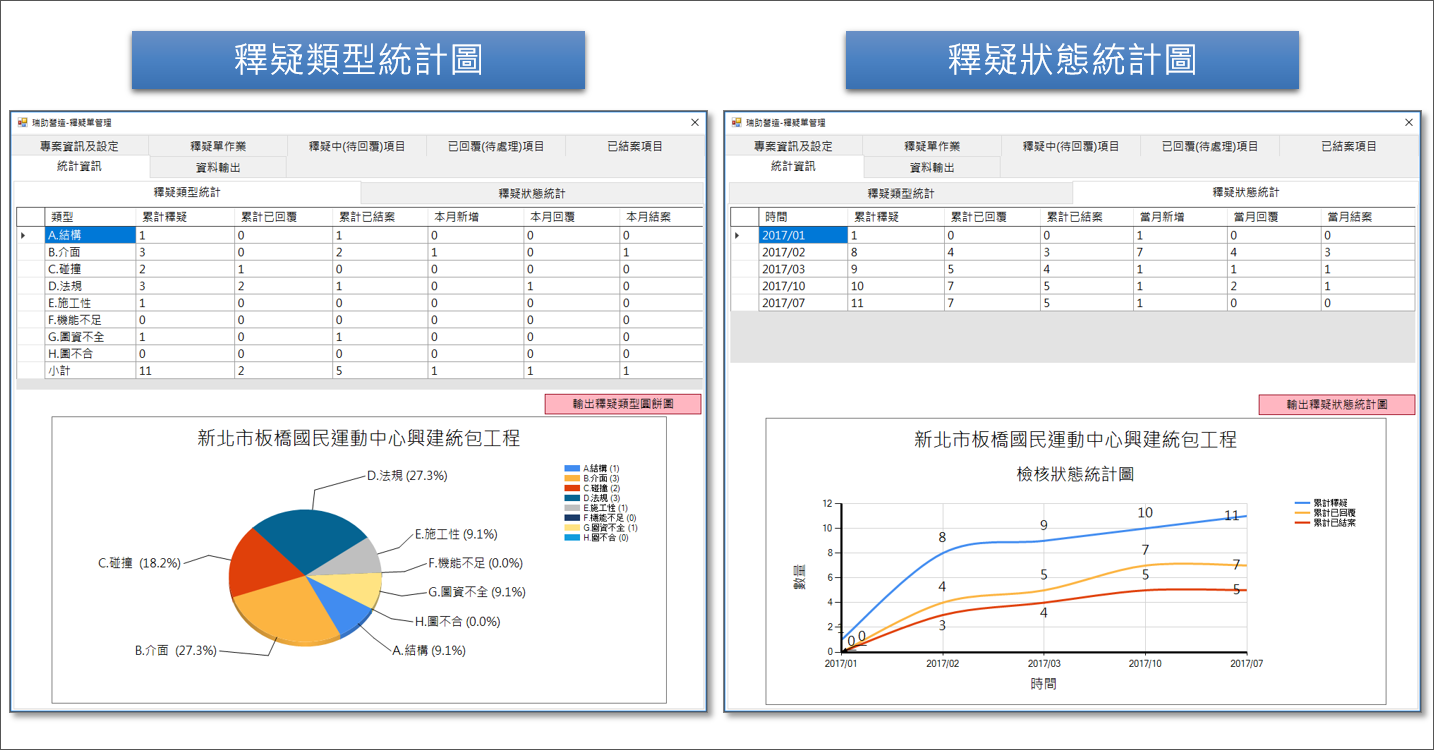 釋疑類型統計圖
釋疑狀態統計圖
瑞助營造-釋疑單管理
專案資訊及設定 釋疑單作業 釋疑中(待回覆)項目 已回覆(待處理)項目 已結案項目
統計資訊 資料輸出
釋疑類型統計 釋疑狀態統計
類型 累計釋疑 累計已回覆 累計已結案 本月新增 本月回覆 本月結案
A.結構 1 0 1 0 0 0
B.介面 3 0 2 1 0 1
C.碰撞 2 1 0 0 0 0
D.法規 3 2 1 0 1 0
E.施工性 1 0 0 0 0 0
F.機能不足 0 0 0 0 0 0
G.圖資不全 1 0 1 0 0 0
H.圖不合 0 0 0 0 0 0
小計 11 2 5 1 1 1
輸出釋疑類型圓餅圖
新北市板橋國民運動中心興建統包工程
D.法規 (27.3%)
E.施工性 (9.1%)
C.碰撞 (18.2%)
F.機能不足 (0.0%)
G.圖資不全 (9.1%)
H.圖不合 (0.0%)
B.介面 (27.3%)
A.結構 (9.1%)
A.結構 (1)
B.介面 (3)
C.碰撞 (2)
D.法規 (3)
E.施工性 (1)
F.機能不足 (0)
G.圖資不全 (1)
H.圖不合 (0)
瑞助營造-釋疑單管理
專案資訊及設定 釋疑單作業 釋疑中(待回覆)項目 已回覆(待處理)項目 已結案項目
統計資訊 資料輸出
釋疑類型統計 釋疑狀態統計
時間 累計釋疑 累計已回覆 累計已結案 當月新增 當月回覆 當月結案
2017/01 1 0 0 1 0 0
2017/02 8 4 3 7 4 3
2017/03 9 5 4 1 1 1
2017/10 10 7 5 1 2 1
2017/07 11 7 5 1 0 0
輸出釋疑狀態統計圖
新北市板橋國民運動中心興建統包工程
檢核狀態統計圖
累計釋疑
累計已回覆
累計已結案
數量
12
10
8
6
4
2
0
8 9 10 11
4 5 7 7
0 0 3 4 5 5
2017/01 2017/02 2017/03 2017/10 2017/07
時間